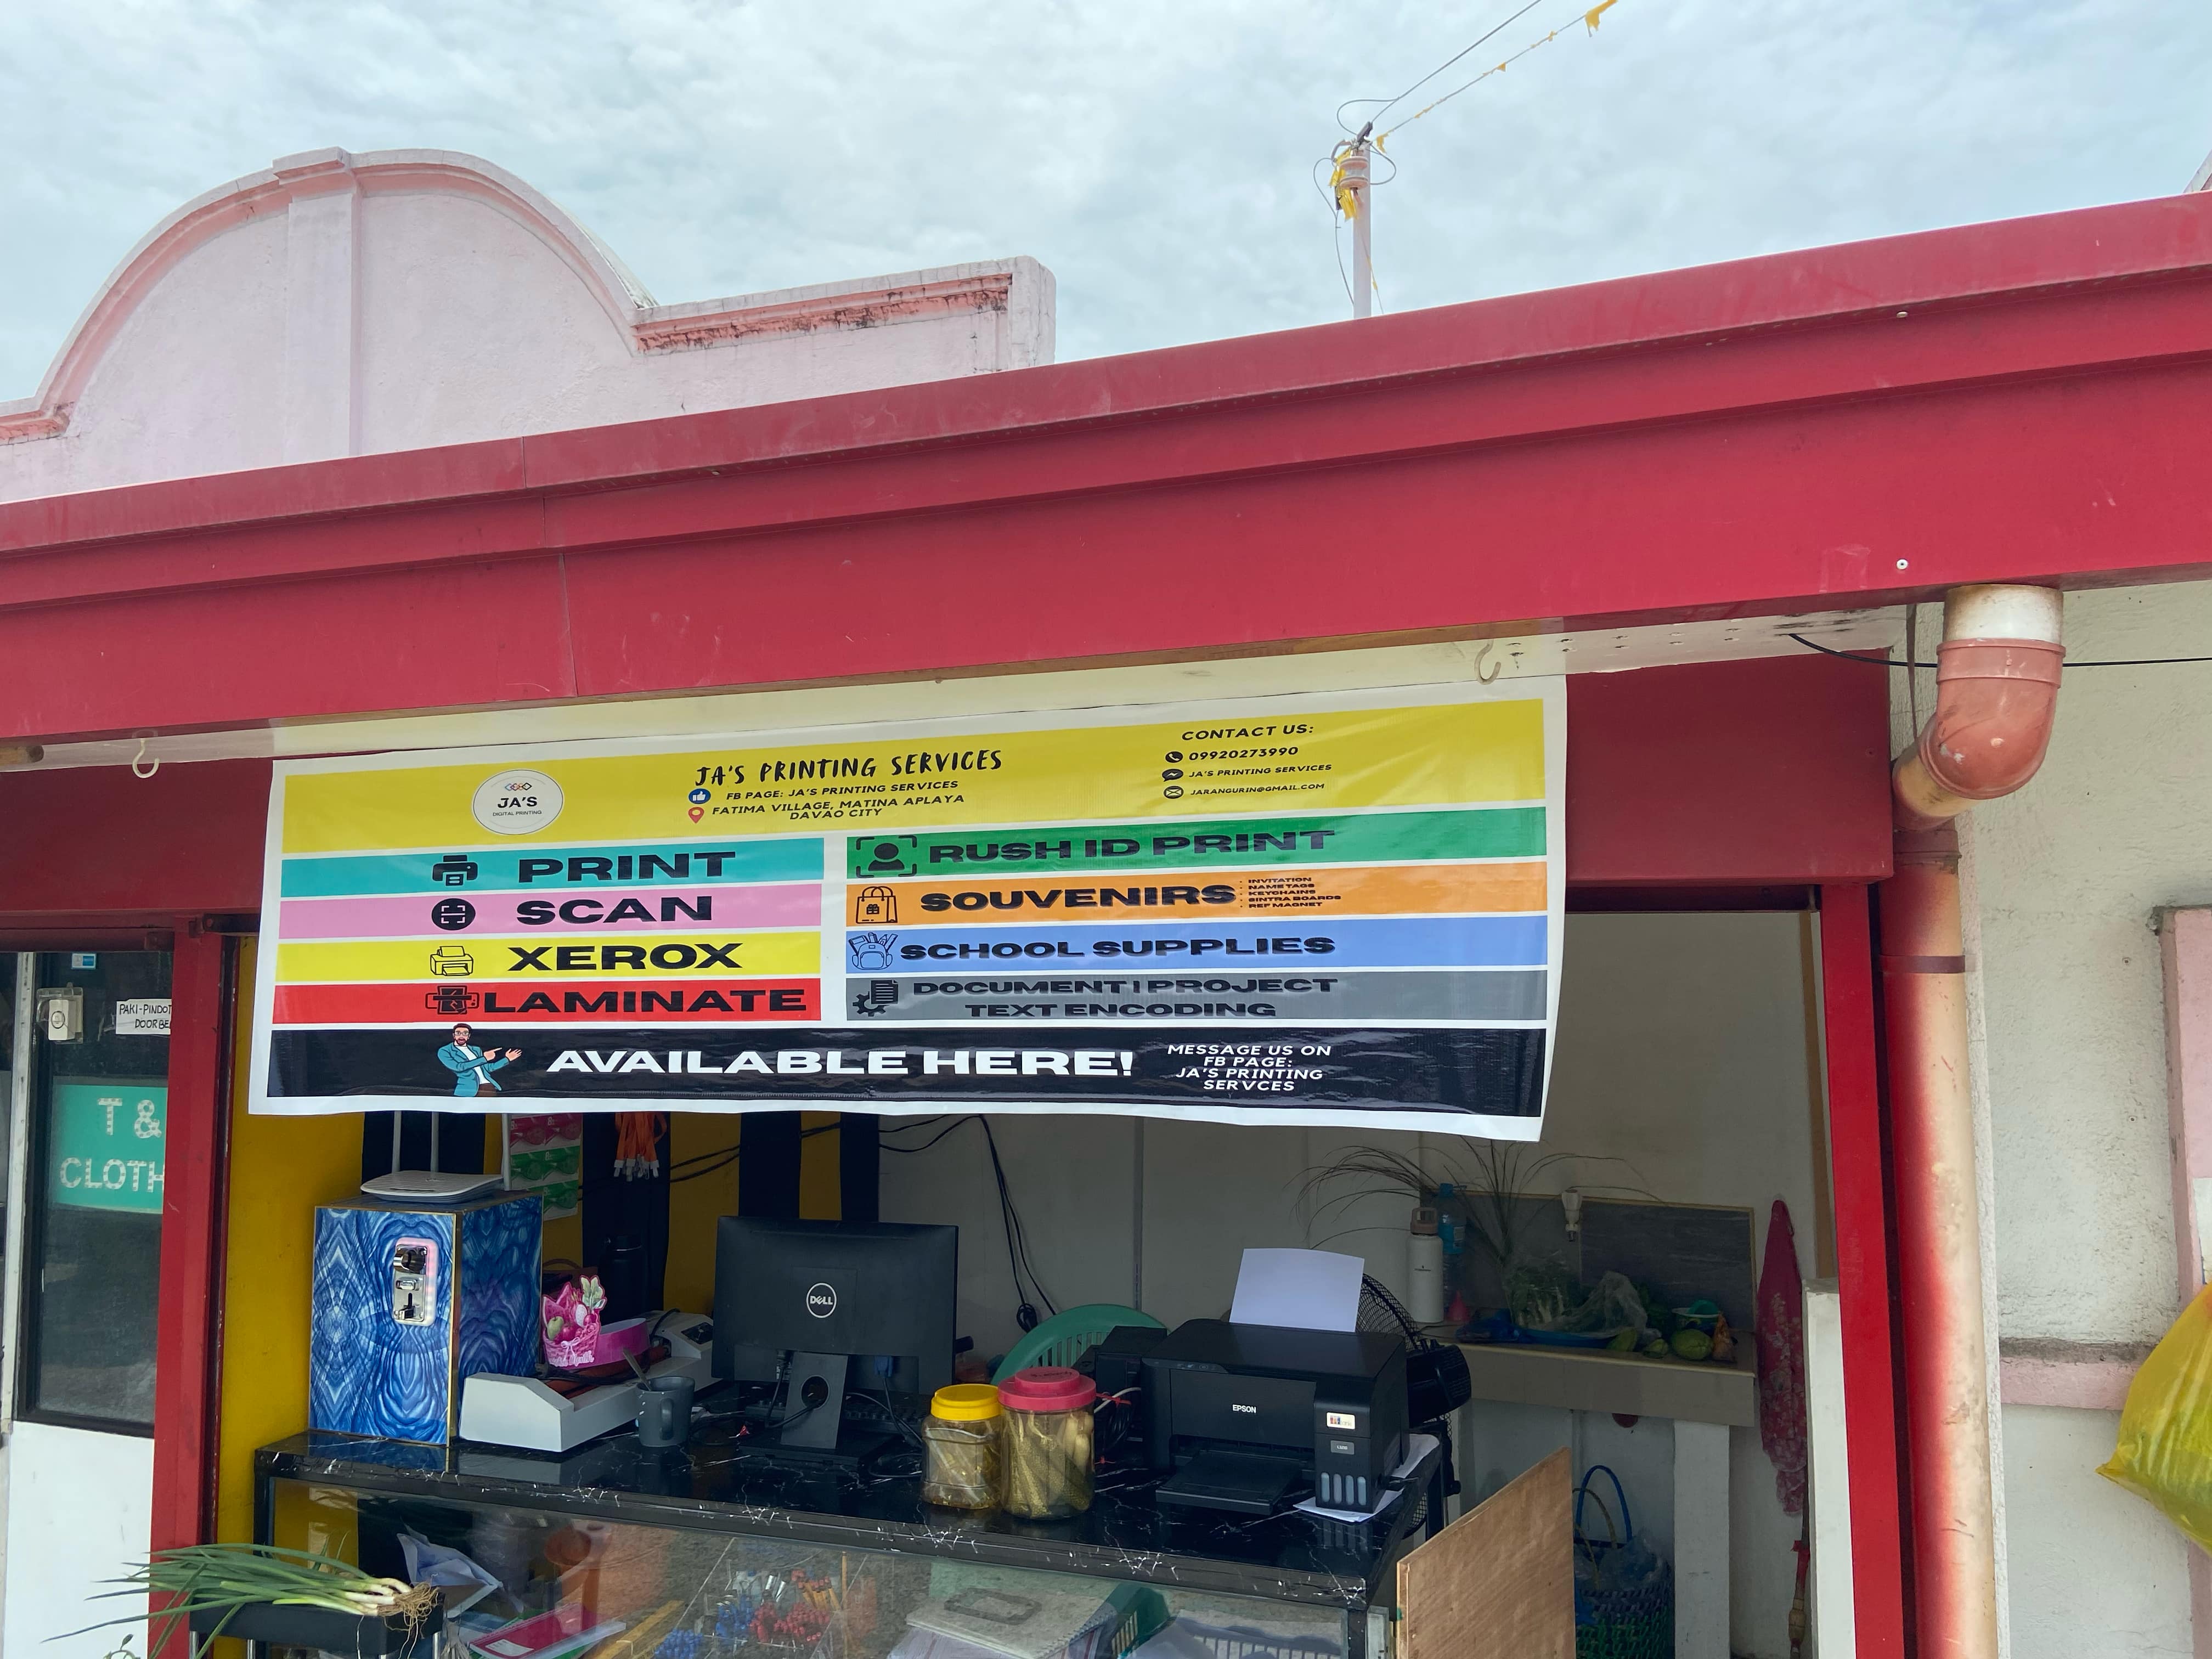 JA'S PRINTING SERVICES
FB PAGE: JA'S PRINTING SERVICES
FATIMA VILLAGE, MATINA APLAYA
DAVAO CITY
JA'S
DIGITAL PRINTING
CONTACT US:
09920273990
JA'S PRINTING SERVICES
JARANGURIN@GMAIL.COM
PRINT
SCAN
XEROX
LAMINATE
RUSH ID PRINT
SOUVENIRS
INVITATION
NAME TAGS
KEYCHAINS
SINTRA BOARDS
REF MAGNET
SCHOOL SUPPLIES
DOCUMENT | PROJECT
TEXT ENCODING
AVAILABLE HERE!
MESSAGE US ON
FB PAGE:
JA'S PRINTING
SERVCES
PAKI-PINDOT
DOORBE
T &
CLOTH
DELL
EPSON